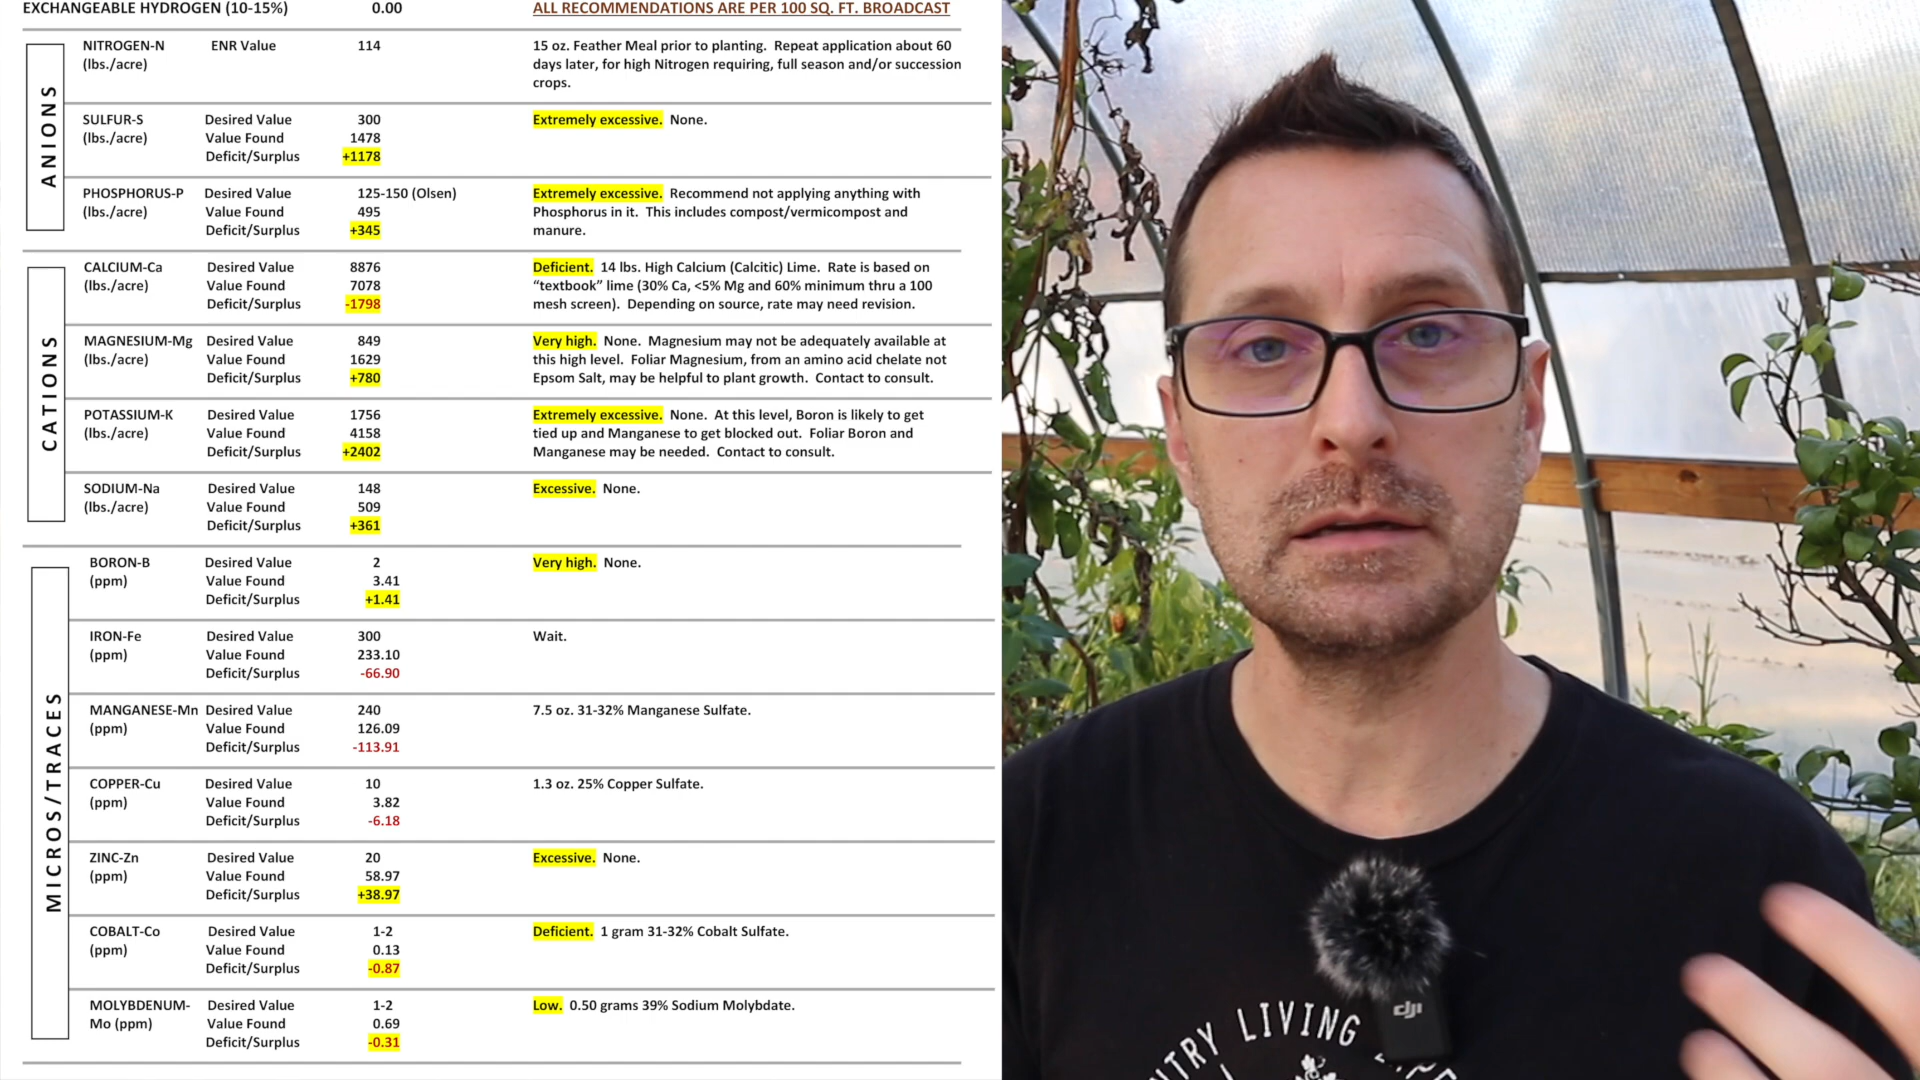 EXCHANGEABLE HYDROGEN (10-15%) 0.00 ALL RECOMMENDATIONS ARE PER 100 SQ. FT. BROADCAST
ANIONS
NITROGEN-N ENR Value 114 15 oz. Feather Meal prior to planting. Repeat application about 60
(lbs./acre) days later, for high Nitrogen requiring, full season and/or succession
crops.
SULFUR-S Desired Value 300 Extremely excessive. None.
(lbs./acre) Value Found 1478
Deficit/Surplus +1178
PHOSPHORUS-P Desired Value 125-150 (Olsen) Extremely excessive. Recommend not applying anything with
(lbs./acre) Value Found 495 Phosphorus in it. This includes compost/vermicompost and
Deficit/Surplus +345 manure.
CATIONS
CALCIUM-Ca Desired Value 8876 Deficient. 14 lbs. High Calcium (Calcitic) Lime. Rate is based on
(lbs./acre) Value Found 7078 “textbook” lime (30% Ca, <5% Mg and 60% minimum thru a 100
Deficit/Surplus -1798 mesh screen). Depending on source, rate may need revision.
MAGNESIUM-Mg Desired Value 849 Very high. None. Magnesium may not be adequately available at
(lbs./acre) Value Found 1629 this high level. Foliar Magnesium, from an amino acid chelate not
Deficit/Surplus +780 Epsom Salt, may be helpful to plant growth. Contact to consult.
POTASSIUM-K Desired Value 1756 Extremely excessive. None. At this level, Boron is likely to get
(lbs./acre) Value Found 4158 tied up and Manganese to get blocked out. Foliar Boron and
Deficit/Surplus +2402 Manganese may be needed. Contact to consult.
SODIUM-Na Desired Value 148 Excessive. None.
(lbs./acre) Value Found 509
Deficit/Surplus +361
MICROS/TRACES
BORON-B Desired Value 2 Very high. None.
(ppm) Value Found 3.41
Deficit/Surplus +1.41
IRON-Fe Desired Value 300 Wait.
(ppm) Value Found 233.10
Deficit/Surplus -66.90
MANGANESE-Mn Desired Value 240 7.5 oz. 31-32% Manganese Sulfate.
(ppm) Value Found 126.09
Deficit/Surplus -113.91
COPPER-Cu Desired Value 10 1.3 oz. 25% Copper Sulfate.
(ppm) Value Found 3.82
Deficit/Surplus -6.18
ZINC-Zn Desired Value 20 Excessive. None.
(ppm) Value Found 58.97
Deficit/Surplus +38.97
COBALT-Co Desired Value 1-2 Deficient. 1 gram 31-32% Cobalt Sulfate.
(ppm) Value Found 0.13
Deficit/Surplus -0.87
MOLYBDENUM- Desired Value 1-2 Low. 0.50 grams 39% Sodium Molybdate.
Mo (ppm) Value Found 0.69
Deficit/Surplus -0.31
dji
LIVING